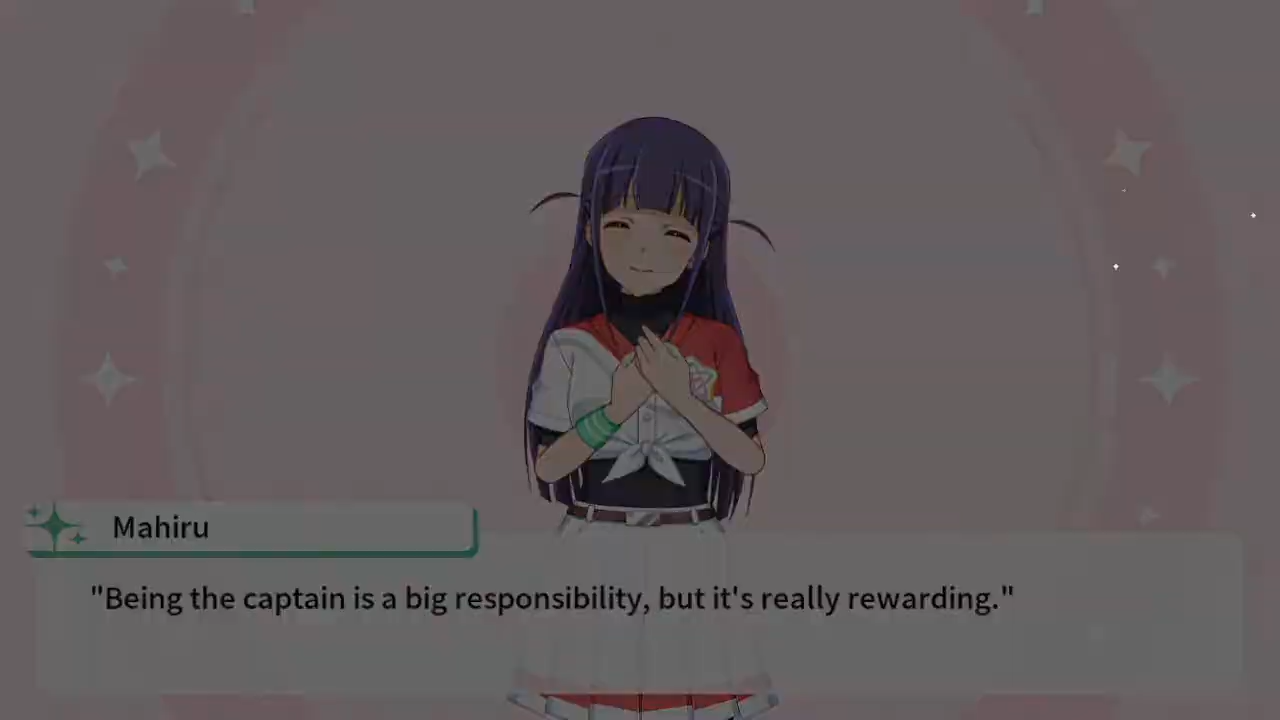 Mahiru
"Being the captain is a big responsibility, but it's really rewarding."